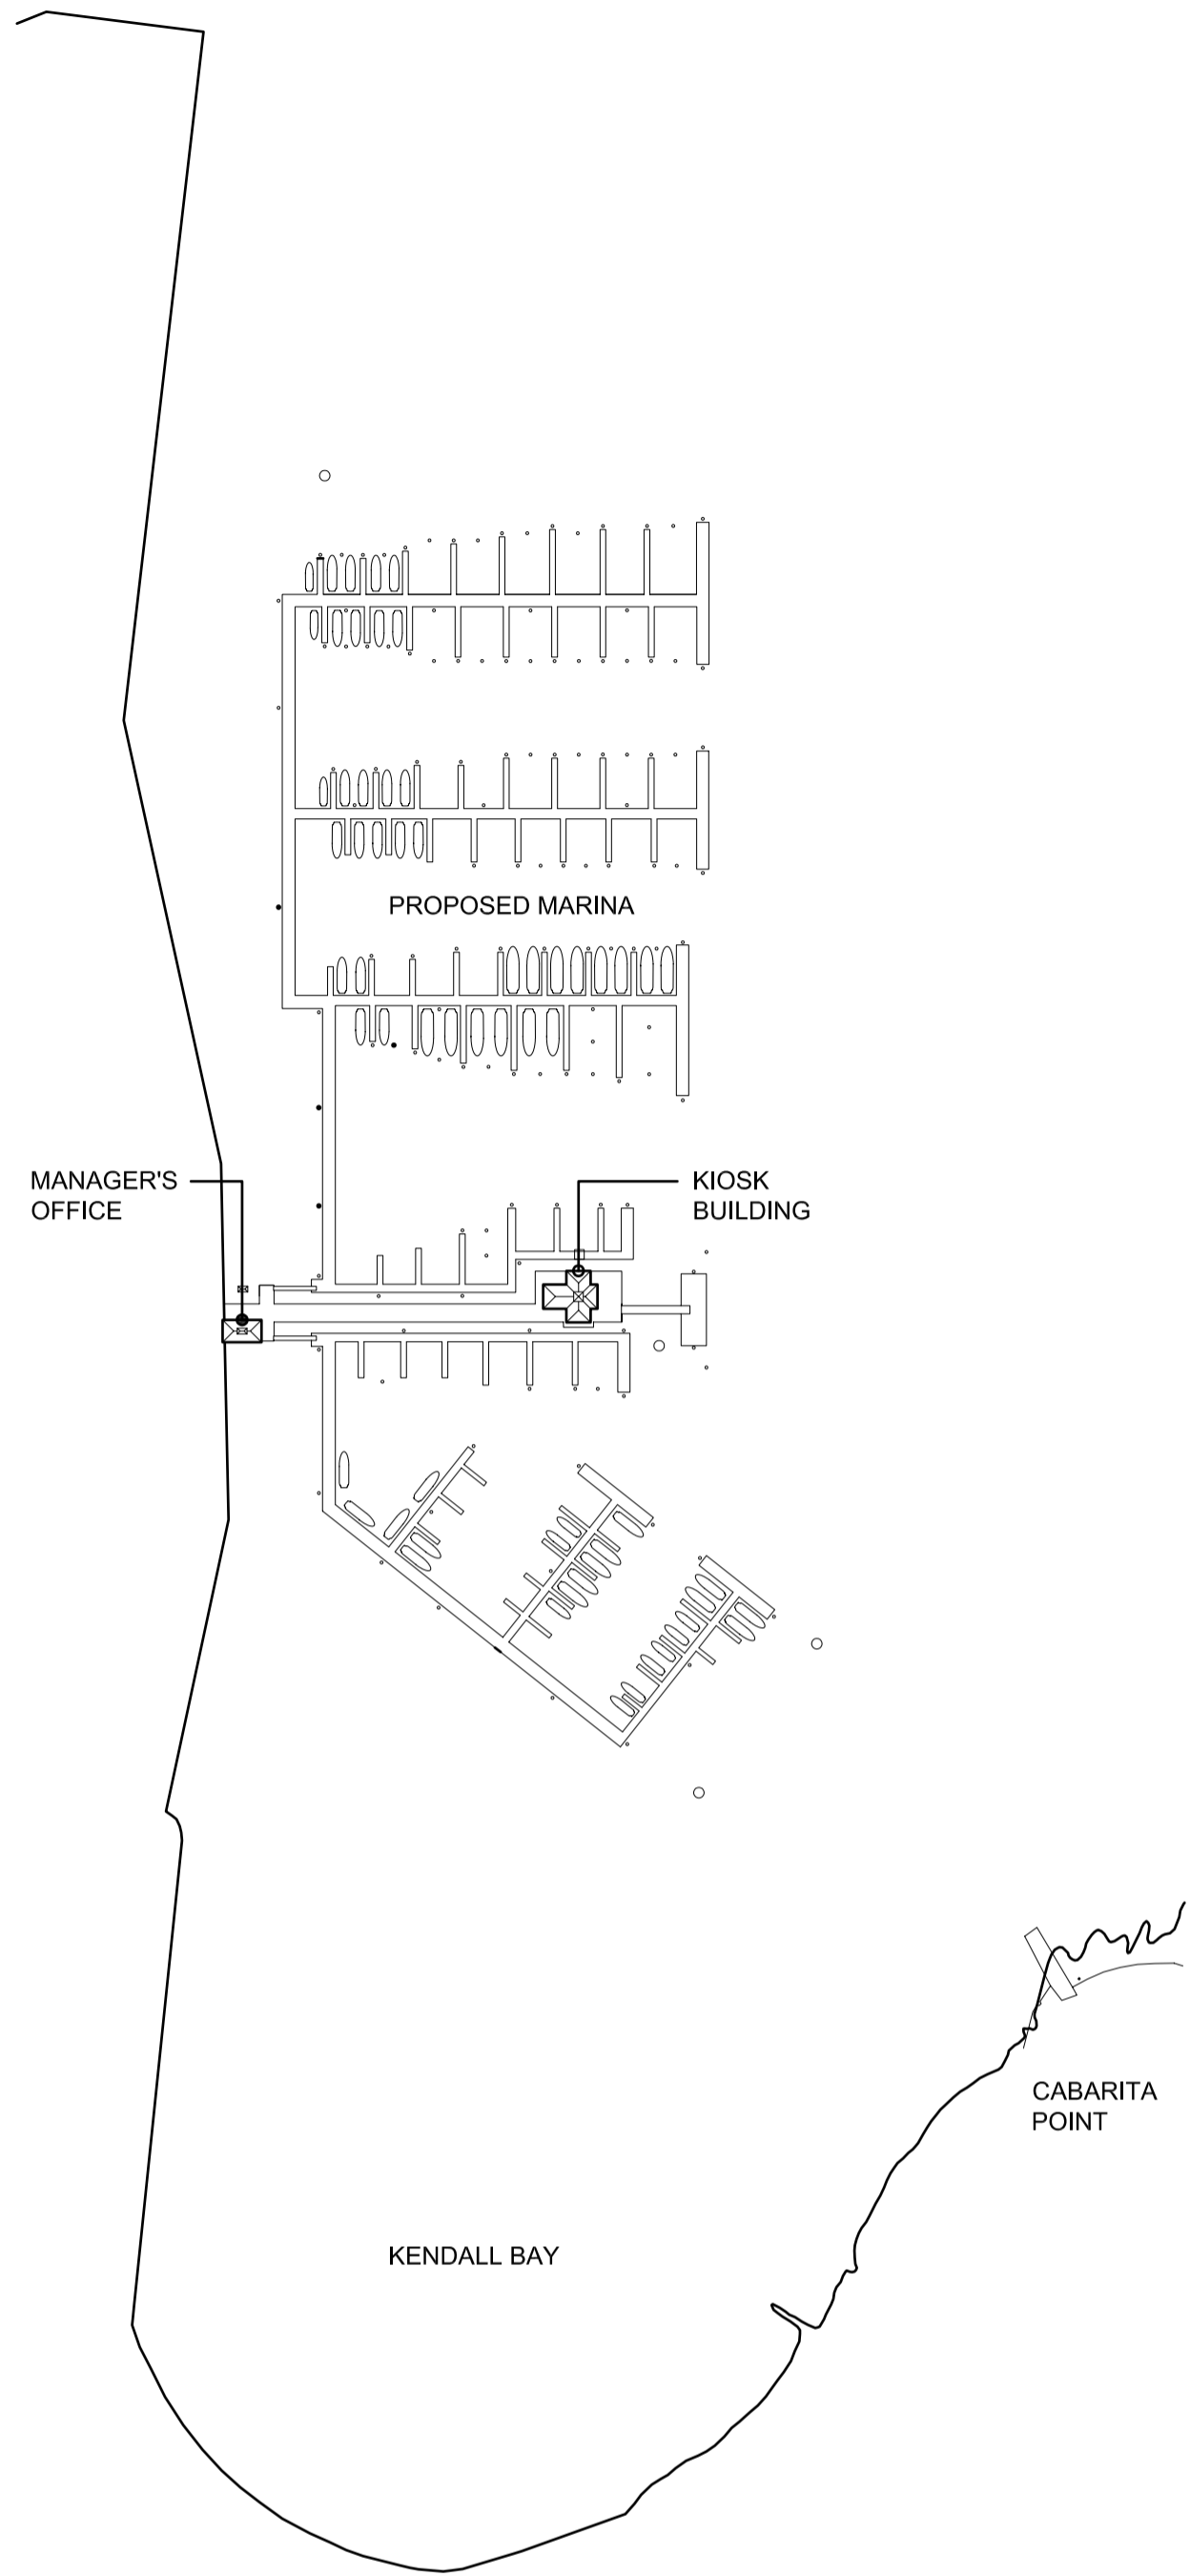 PROPOSED MARINA
MANAGER'S
OFFICE
KIOSK
BUILDING
CABARITA
POINT
KENDALL BAY